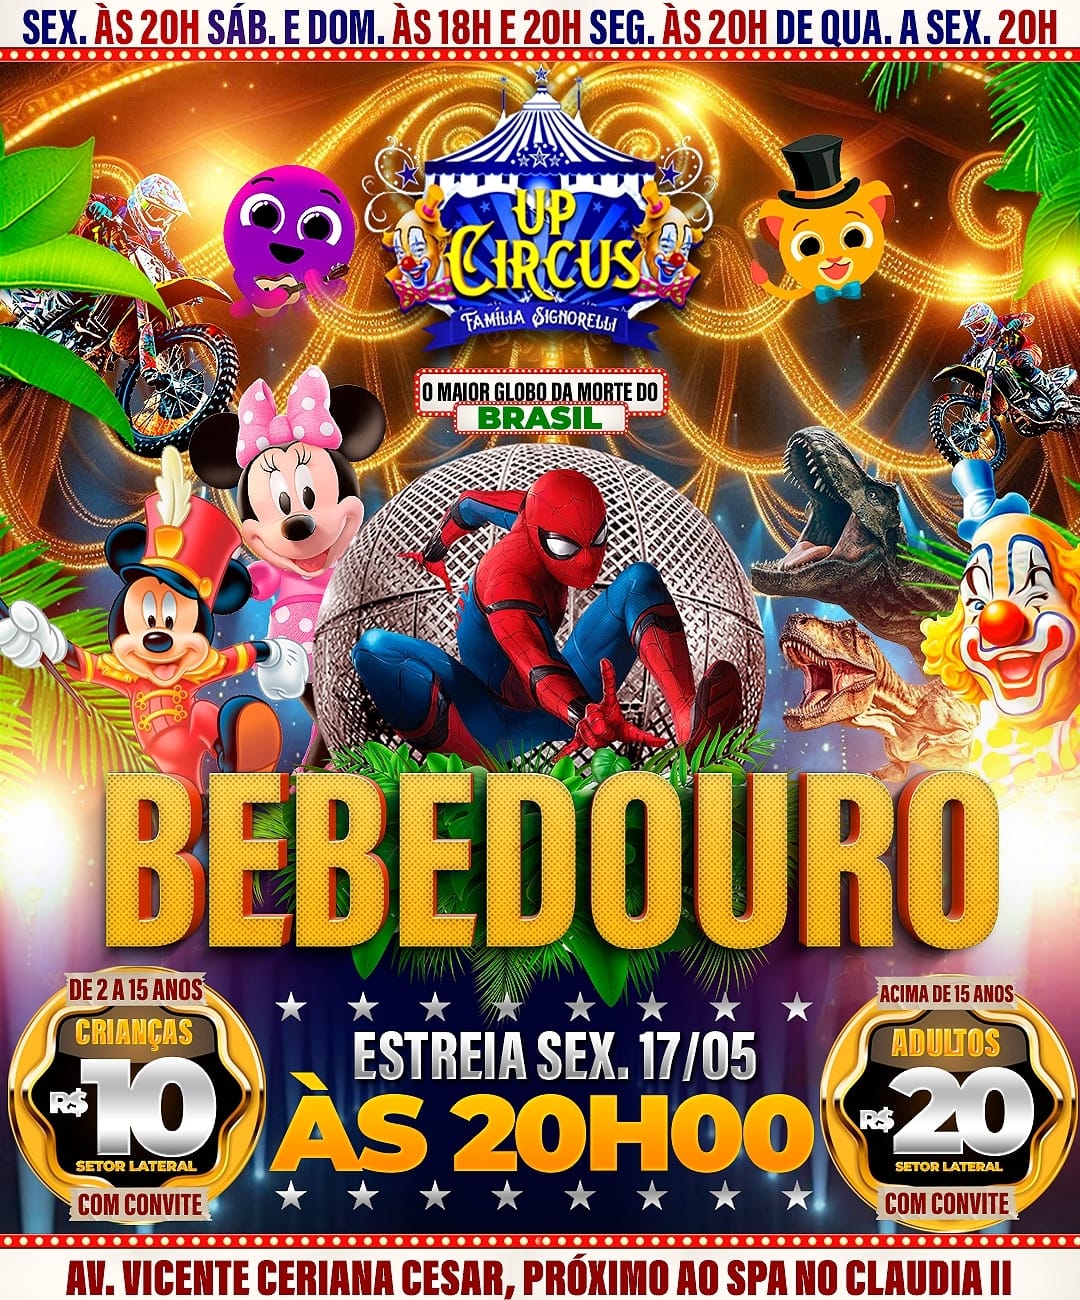 SEX. ÀS 20H SÁB. E DOM. ÀS 18H E 20H SEG. ÀS 20H DE QUA. A SEX. 20H
UP
CIRCUS
FAMÍLIA SIGNORELLI
O MAIOR GLOBO DA MORTE DO
BRASIL
BEBEDOURO
DE 2 A 15 ANOS
CRIANÇAS
R$ 10
SETOR LATERAL
COM CONVITE
ESTREIA SEX. 17/05
ÀS 20H00
ACIMA DE 15 ANOS
ADULTOS
R$ 20
SETOR LATERAL
COM CONVITE
AV. VICENTE CERIANA CESAR, PRÓXIMO AO SPA NO CLAUDIA II